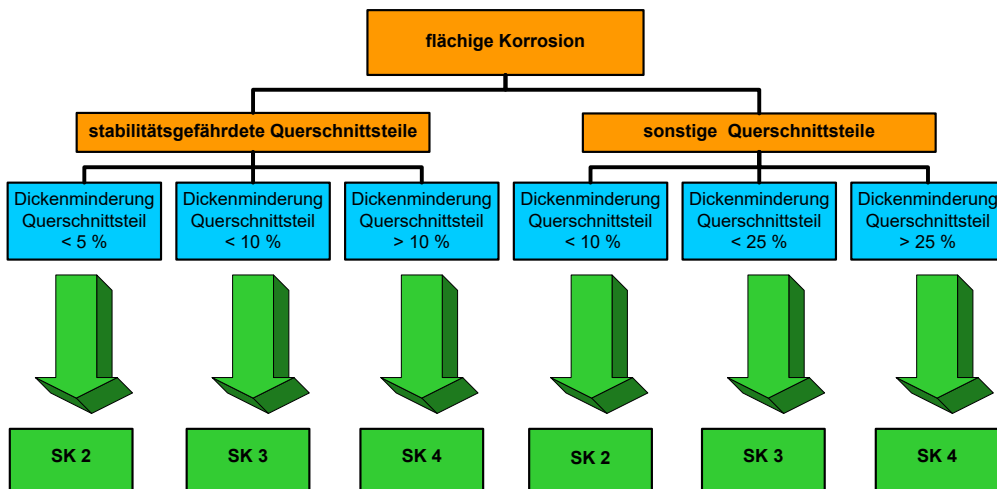 flächige Korrosion
stabilitätsgefährdete Querschnittsteile
sonstige Querschnittsteile
Dickenminderung
Querschnittsteil
< 5 %
Dickenminderung
Querschnittsteil
< 10 %
Dickenminderung
Querschnittsteil
> 10 %
Dickenminderung
Querschnittsteil
< 10 %
Dickenminderung
Querschnittsteil
< 25 %
Dickenminderung
Querschnittsteil
> 25 %
SK 2
SK 3
SK 4
SK 2
SK 3
SK 4